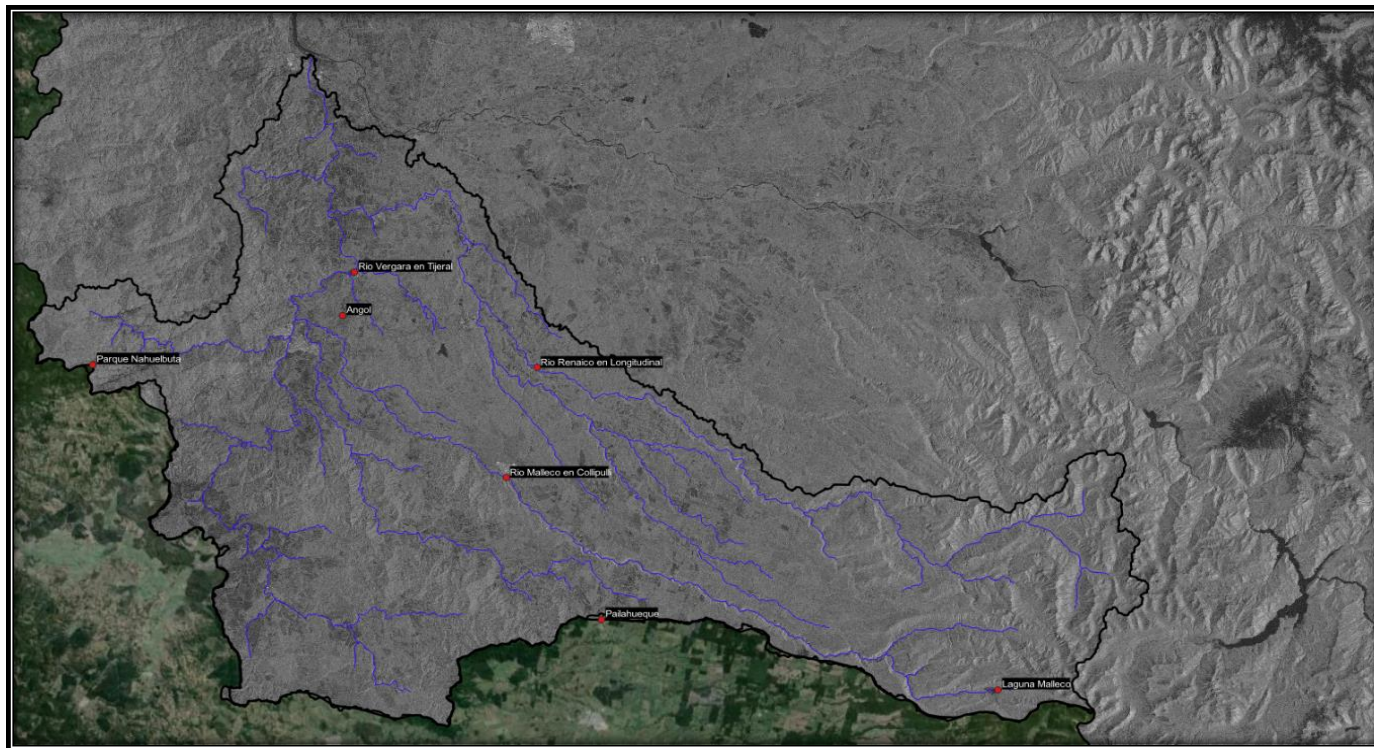 Rio Vergara en Tijeral
Angol
Parque Nahuelbuta
Rio Renaico en Longitudinal
Rio Malleco en Collipulli
Pailahueque
Laguna Malleco